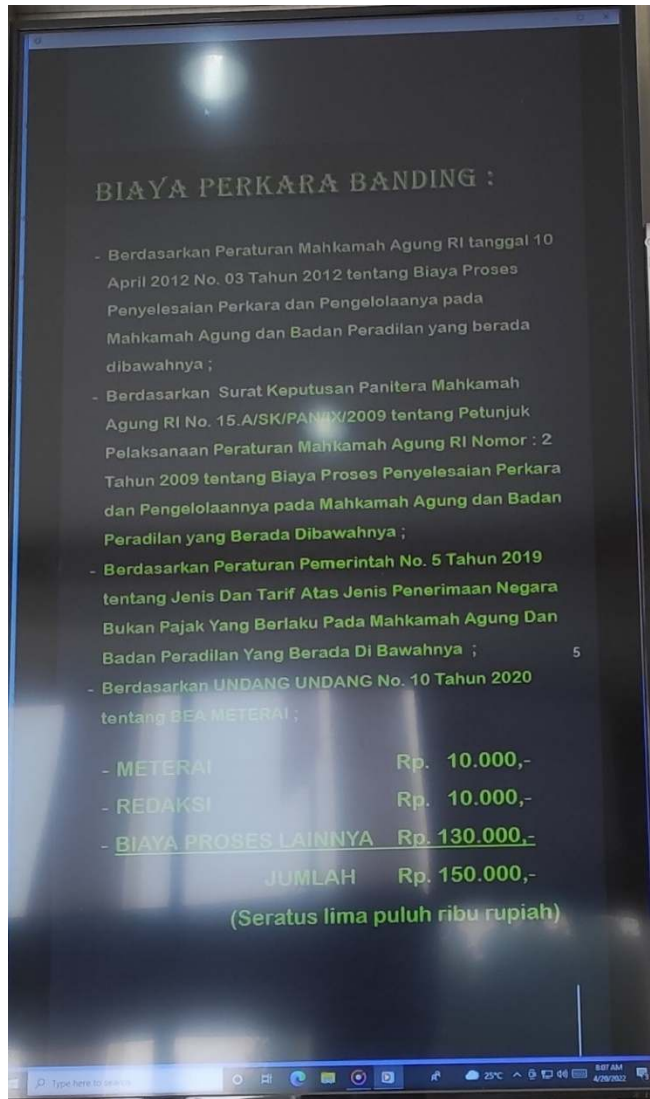 BIAYA PERKARA BANDING :
- Berdasarkan Peraturan Mahkamah Agung RI tanggal 10
April 2012 No. 03 Tahun 2012 tentang Biaya Proses
Penyelesaian Perkara dan Pengelolaanya pada
Mahkamah Agung dan Badan Peradilan yang berada
dibawahnya ;
- Berdasarkan Surat Keputusan Panitera Mahkamah
Agung RI No. 15.A/SK/PAN/IX/2009 tentang Petunjuk
Pelaksanaan Peraturan Mahkamah Agung RI Nomor : 2
Tahun 2009 tentang Biaya Proses Penyelesaian Perkara
dan Pengelolaannya pada Mahkamah Agung dan Badan
Peradilan yang Berada Dibawahnya ;
- Berdasarkan Peraturan Pemerintah No. 5 Tahun 2019
tentang Jenis Dan Tarif Atas Jenis Penerimaan Negara
Bukan Pajak Yang Berlaku Pada Mahkamah Agung Dan
Badan Peradilan Yang Berada Di Bawahnya ;
5
- Berdasarkan UNDANG UNDANG No. 10 Tahun 2020
tentang BEA METERAI ;
- METERAI Rp. 10.000,-
- REDAKSI Rp. 10.000,-
- BIAYA PROSES LAINNYA Rp. 130.000,-
JUMLAH Rp. 150.000,-
(Seratus lima puluh ribu rupiah)
Type here to search
25°C
8:07 AM
4/20/2022